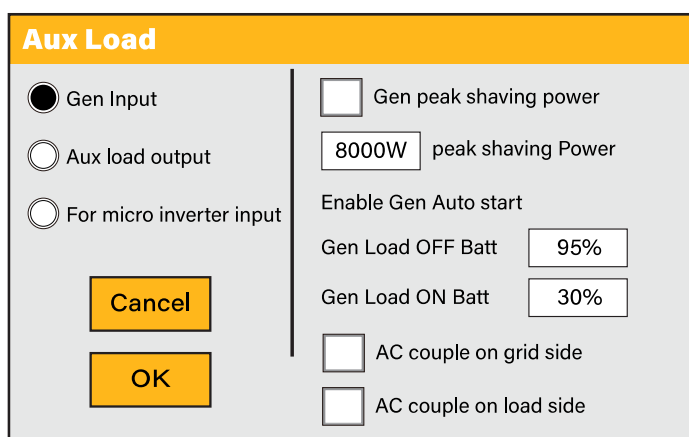 Aux Load
Gen Input
Aux load output
For micro inverter input
Cancel
OK
Gen peak shaving power
8000W peak shaving Power
Enable Gen Auto start
Gen Load OFF Batt 95%
Gen Load ON Batt 30%
AC couple on grid side
AC couple on load side